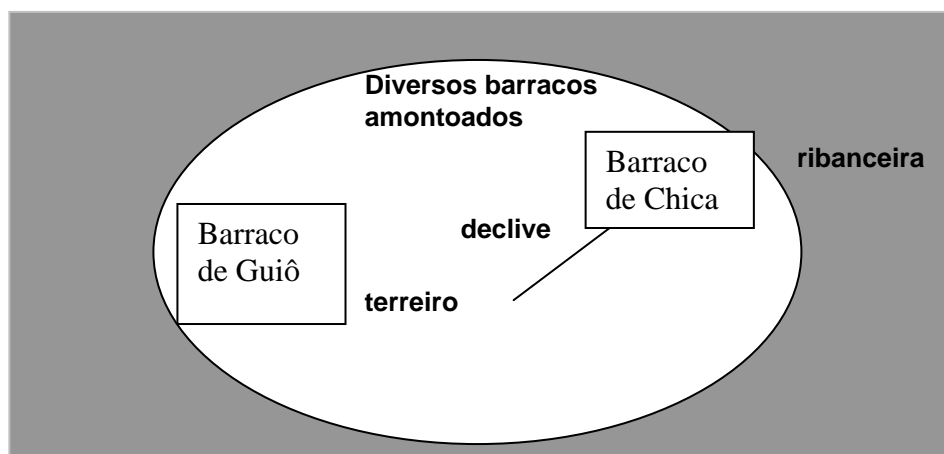 Diversos barracos
amontoados
Barraco
de Chica
ribanceira
declive
Barraco
de Guiô
terreiro